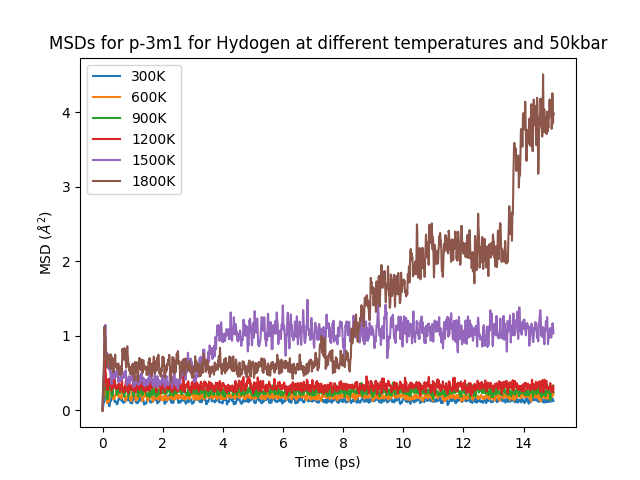 MSDs for p-3m1 for Hydogen at different temperatures and 50kbar
300K
600K
900K
1200K
1500K
1800K
MSD (Å²)
4
3
2
1
0
0 2 4 6 8 10 12 14
Time (ps)